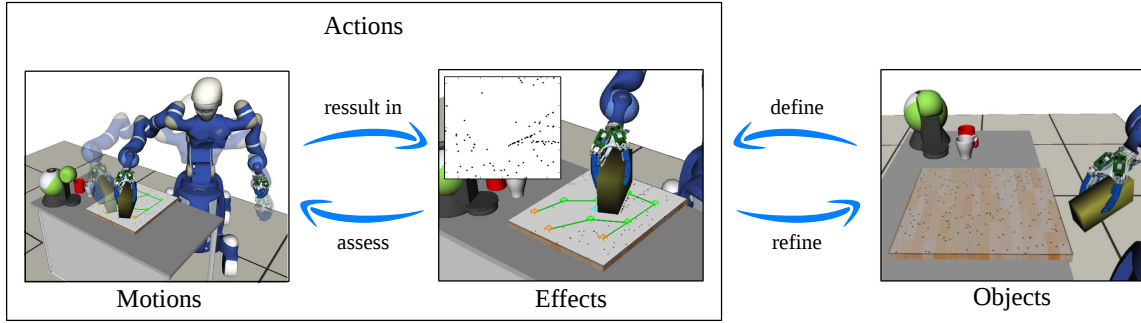 Actions
ressult in
define
assess
refine
Motions
Effects
Objects